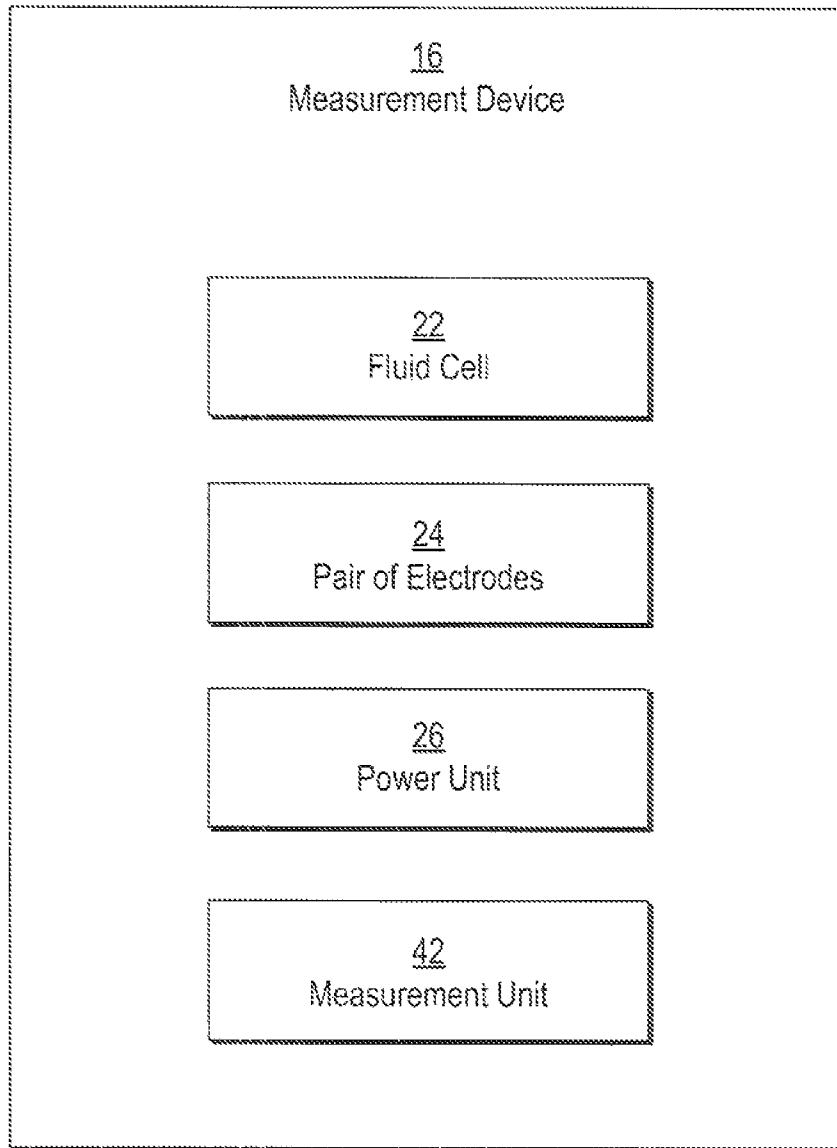 16
Measurement Device
22
Fluid Cell
24
Pair of Electrodes
26
Power Unit
42
Measurement Unit